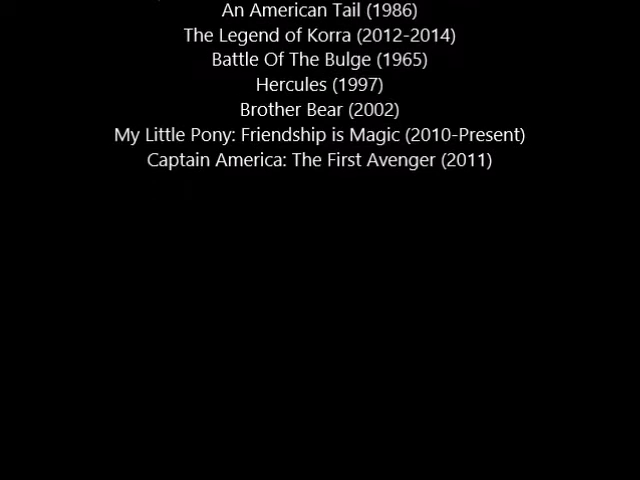 An American Tail (1986)
The Legend of Korra (2012-2014)
Battle Of The Bulge (1965)
Hercules (1997)
Brother Bear (2002)
My Little Pony: Friendship is Magic (2010-Present)
Captain America: The First Avenger (2011)